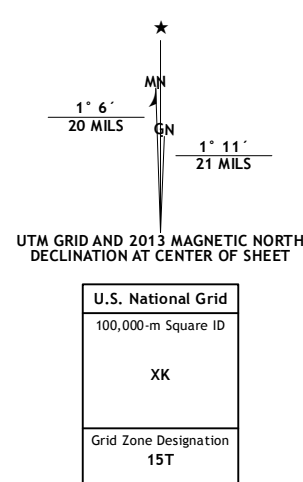 ★
MN
1° 6´
20 MILS
GN
1° 11´
21 MILS
UTM GRID AND 2013 MAGNETIC NORTH
DECLINATION AT CENTER OF SHEET
U.S. National Grid
100,000-m Square ID
XK
Grid Zone Designation
15T